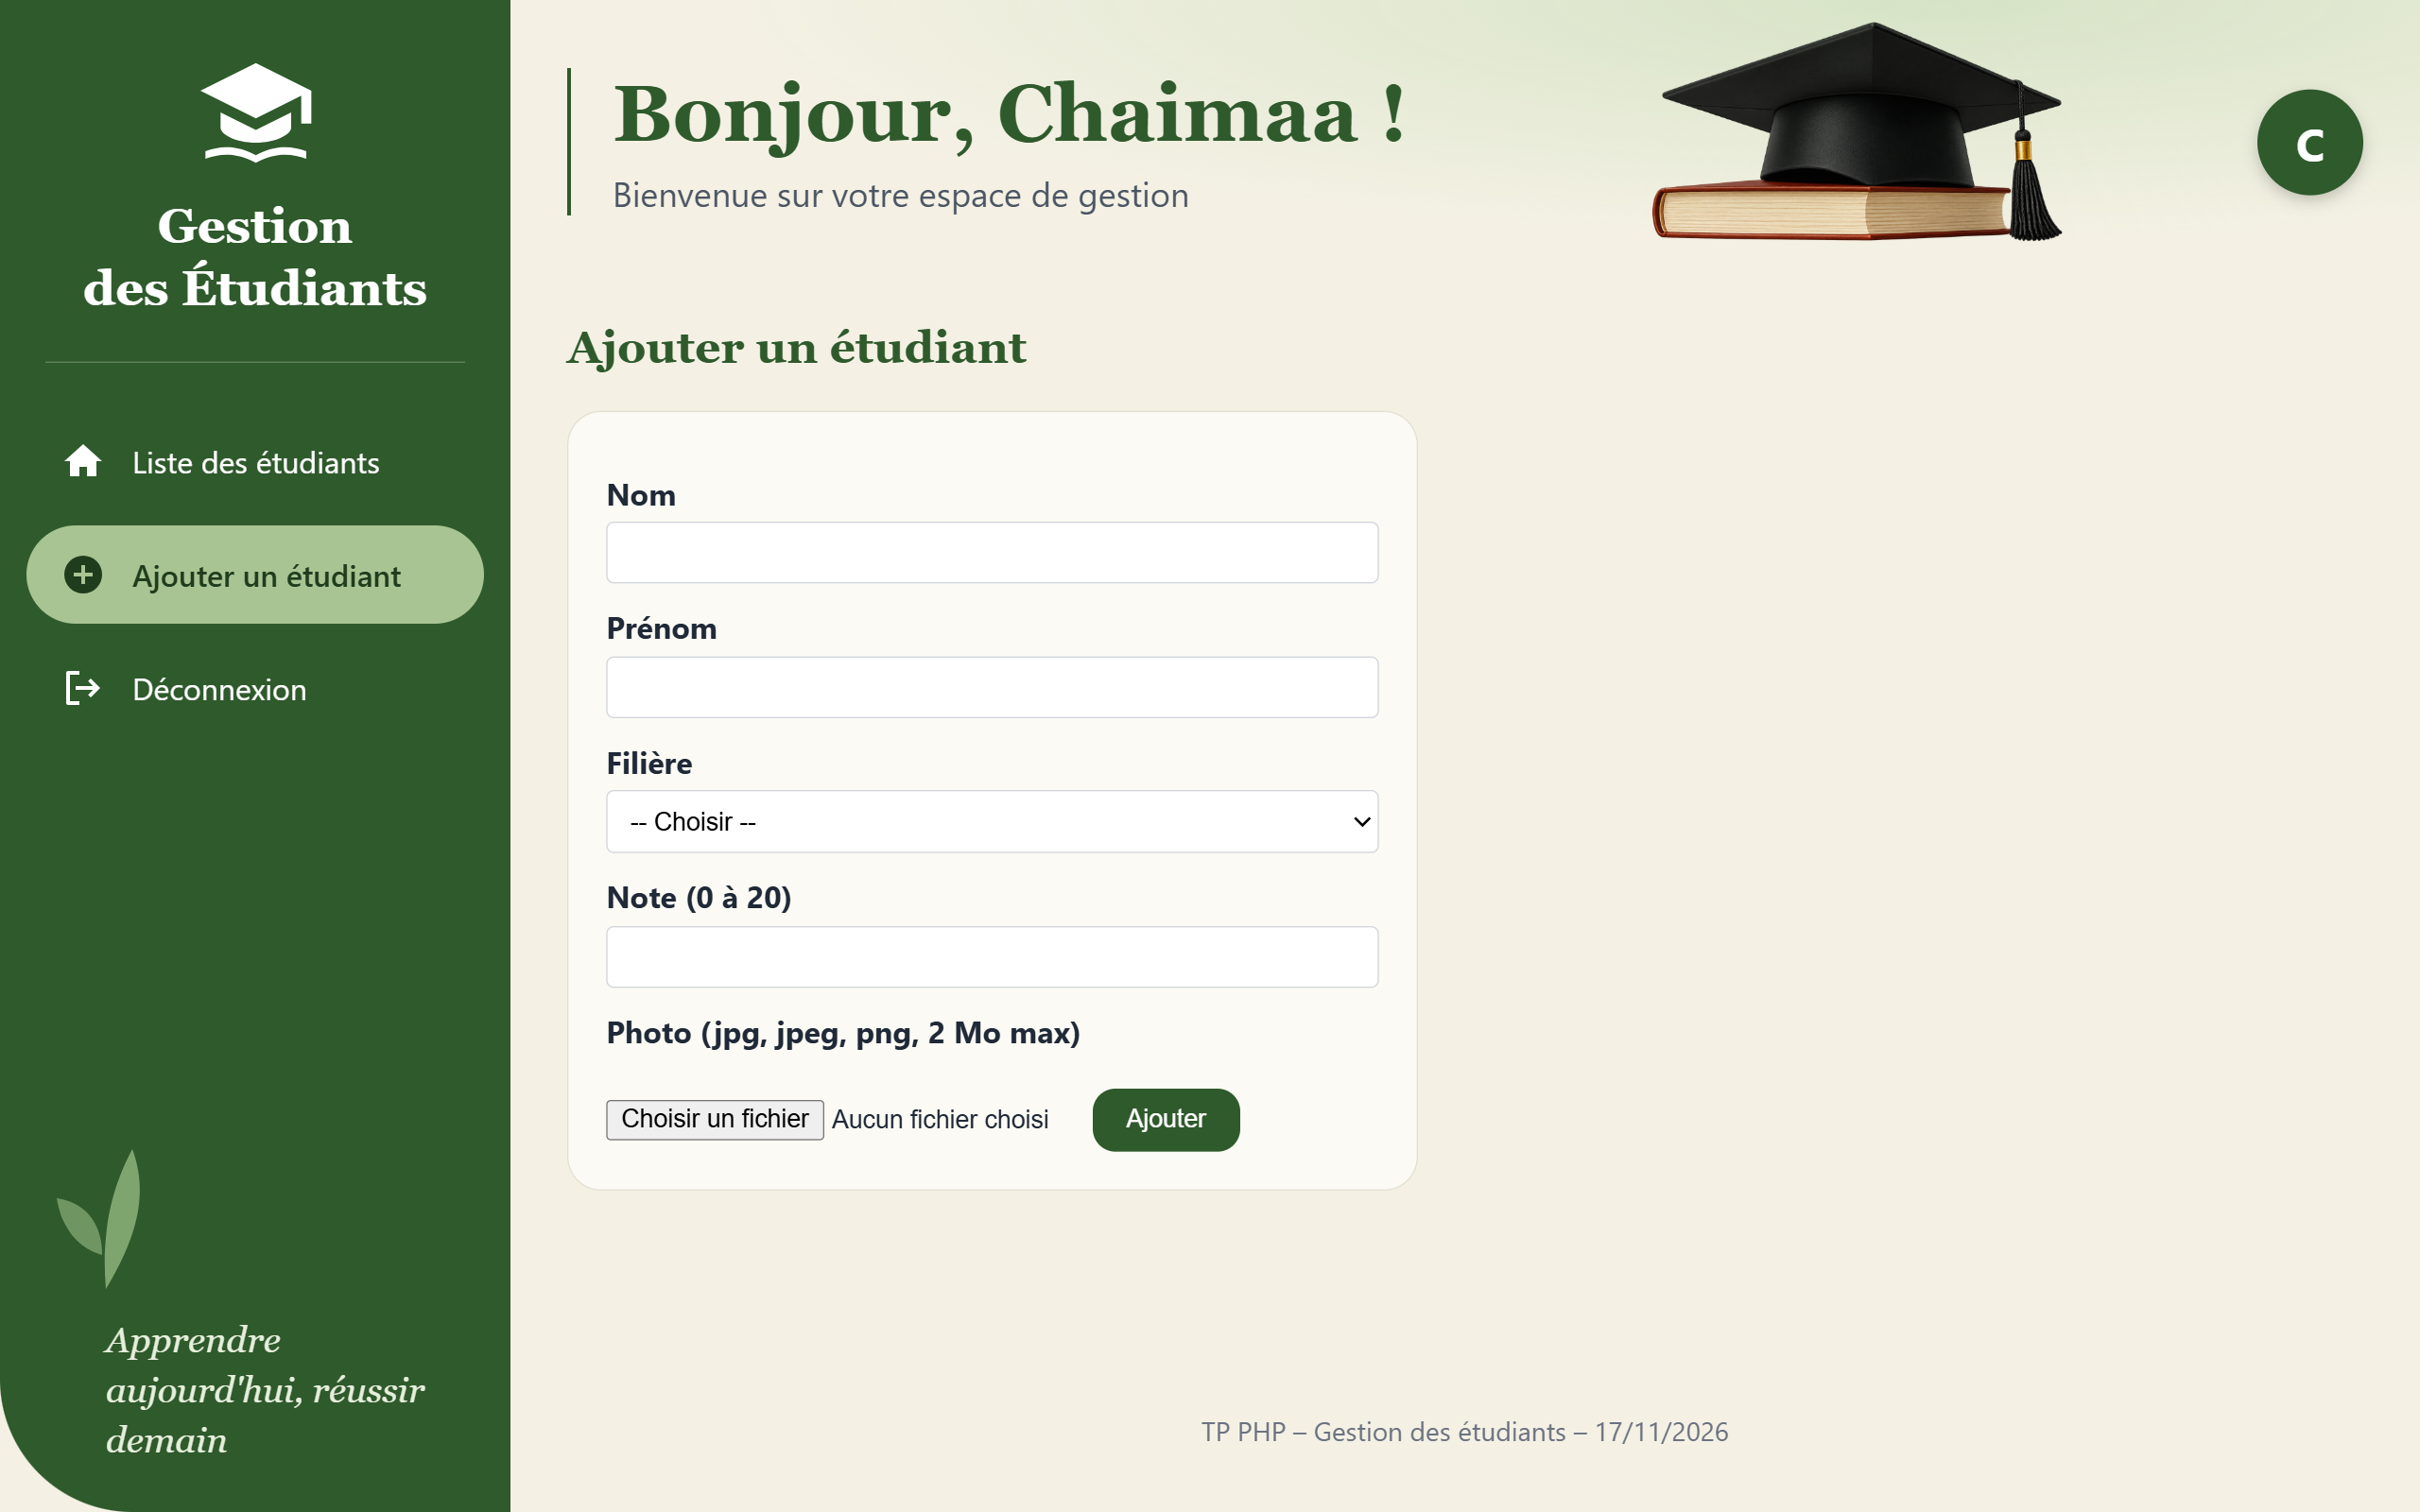 Gestion
des Étudiants
Liste des étudiants
Ajouter un étudiant
Déconnexion
Apprendre
aujourd'hui, réussir
demain
Bonjour, Chaimaa !
Bienvenue sur votre espace de gestion
C
Ajouter un étudiant
Nom
Prénom
Filière
-- Choisir --
Note (0 à 20)
Photo (jpg, jpeg, png, 2 Mo max)
Choisir un fichier Aucun fichier choisi Ajouter
TP PHP – Gestion des étudiants – 17/11/2026